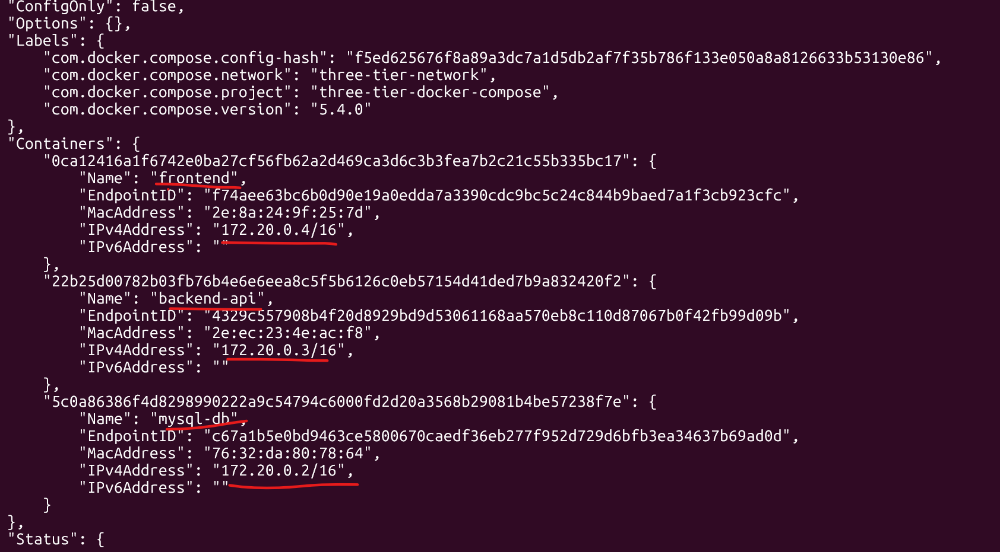 "ConfigOnly": false,
"Options": {},
"Labels": {
"com.docker.compose.config-hash": "f5ed625676f8a89a3dc7a1d5db2af7f35b786f133e050a8a8126633b53130e86",
"com.docker.compose.network": "three-tier-network",
"com.docker.compose.project": "three-tier-docker-compose",
"com.docker.compose.version": "5.4.0"
},
"Containers": {
"0ca12416a1f6742e0ba27cf56fb62a2d469ca3d6c3b3fea7b2c21c55b335bc17": {
"Name": "frontend",
"EndpointID": "f74aee63bc6b0d90e19a0edda7a3390cdc9bc5c24c844b9baed7a1f3cb923cfc",
"MacAddress": "2e:8a:24:9f:25:7d",
"IPv4Address": "172.20.0.4/16",
"IPv6Address": ""
},
"22b25d00782b03fb76b4e6e6eea8c5f5b6126c0eb57154d41ded7b9a832420f2": {
"Name": "backend-api",
"EndpointID": "4329c557908b4f20d8929bd9d53061168aa570eb8c110d87067b0f42fb99d09b",
"MacAddress": "2e:ec:23:4e:ac:f8",
"IPv4Address": "172.20.0.3/16",
"IPv6Address": ""
},
"5c0a86386f4d8298990222a9c54794c6000fd2d20a3568b29081b4be57238f7e": {
"Name": "mysql-db",
"EndpointID": "c67a1b5e0bd9463ce5800670caedf36eb277f952d729d6bfb3ea34637b69ad0d",
"MacAddress": "76:32:da:80:78:64",
"IPv4Address": "172.20.0.2/16",
"IPv6Address": ""
}
},
"Status": {